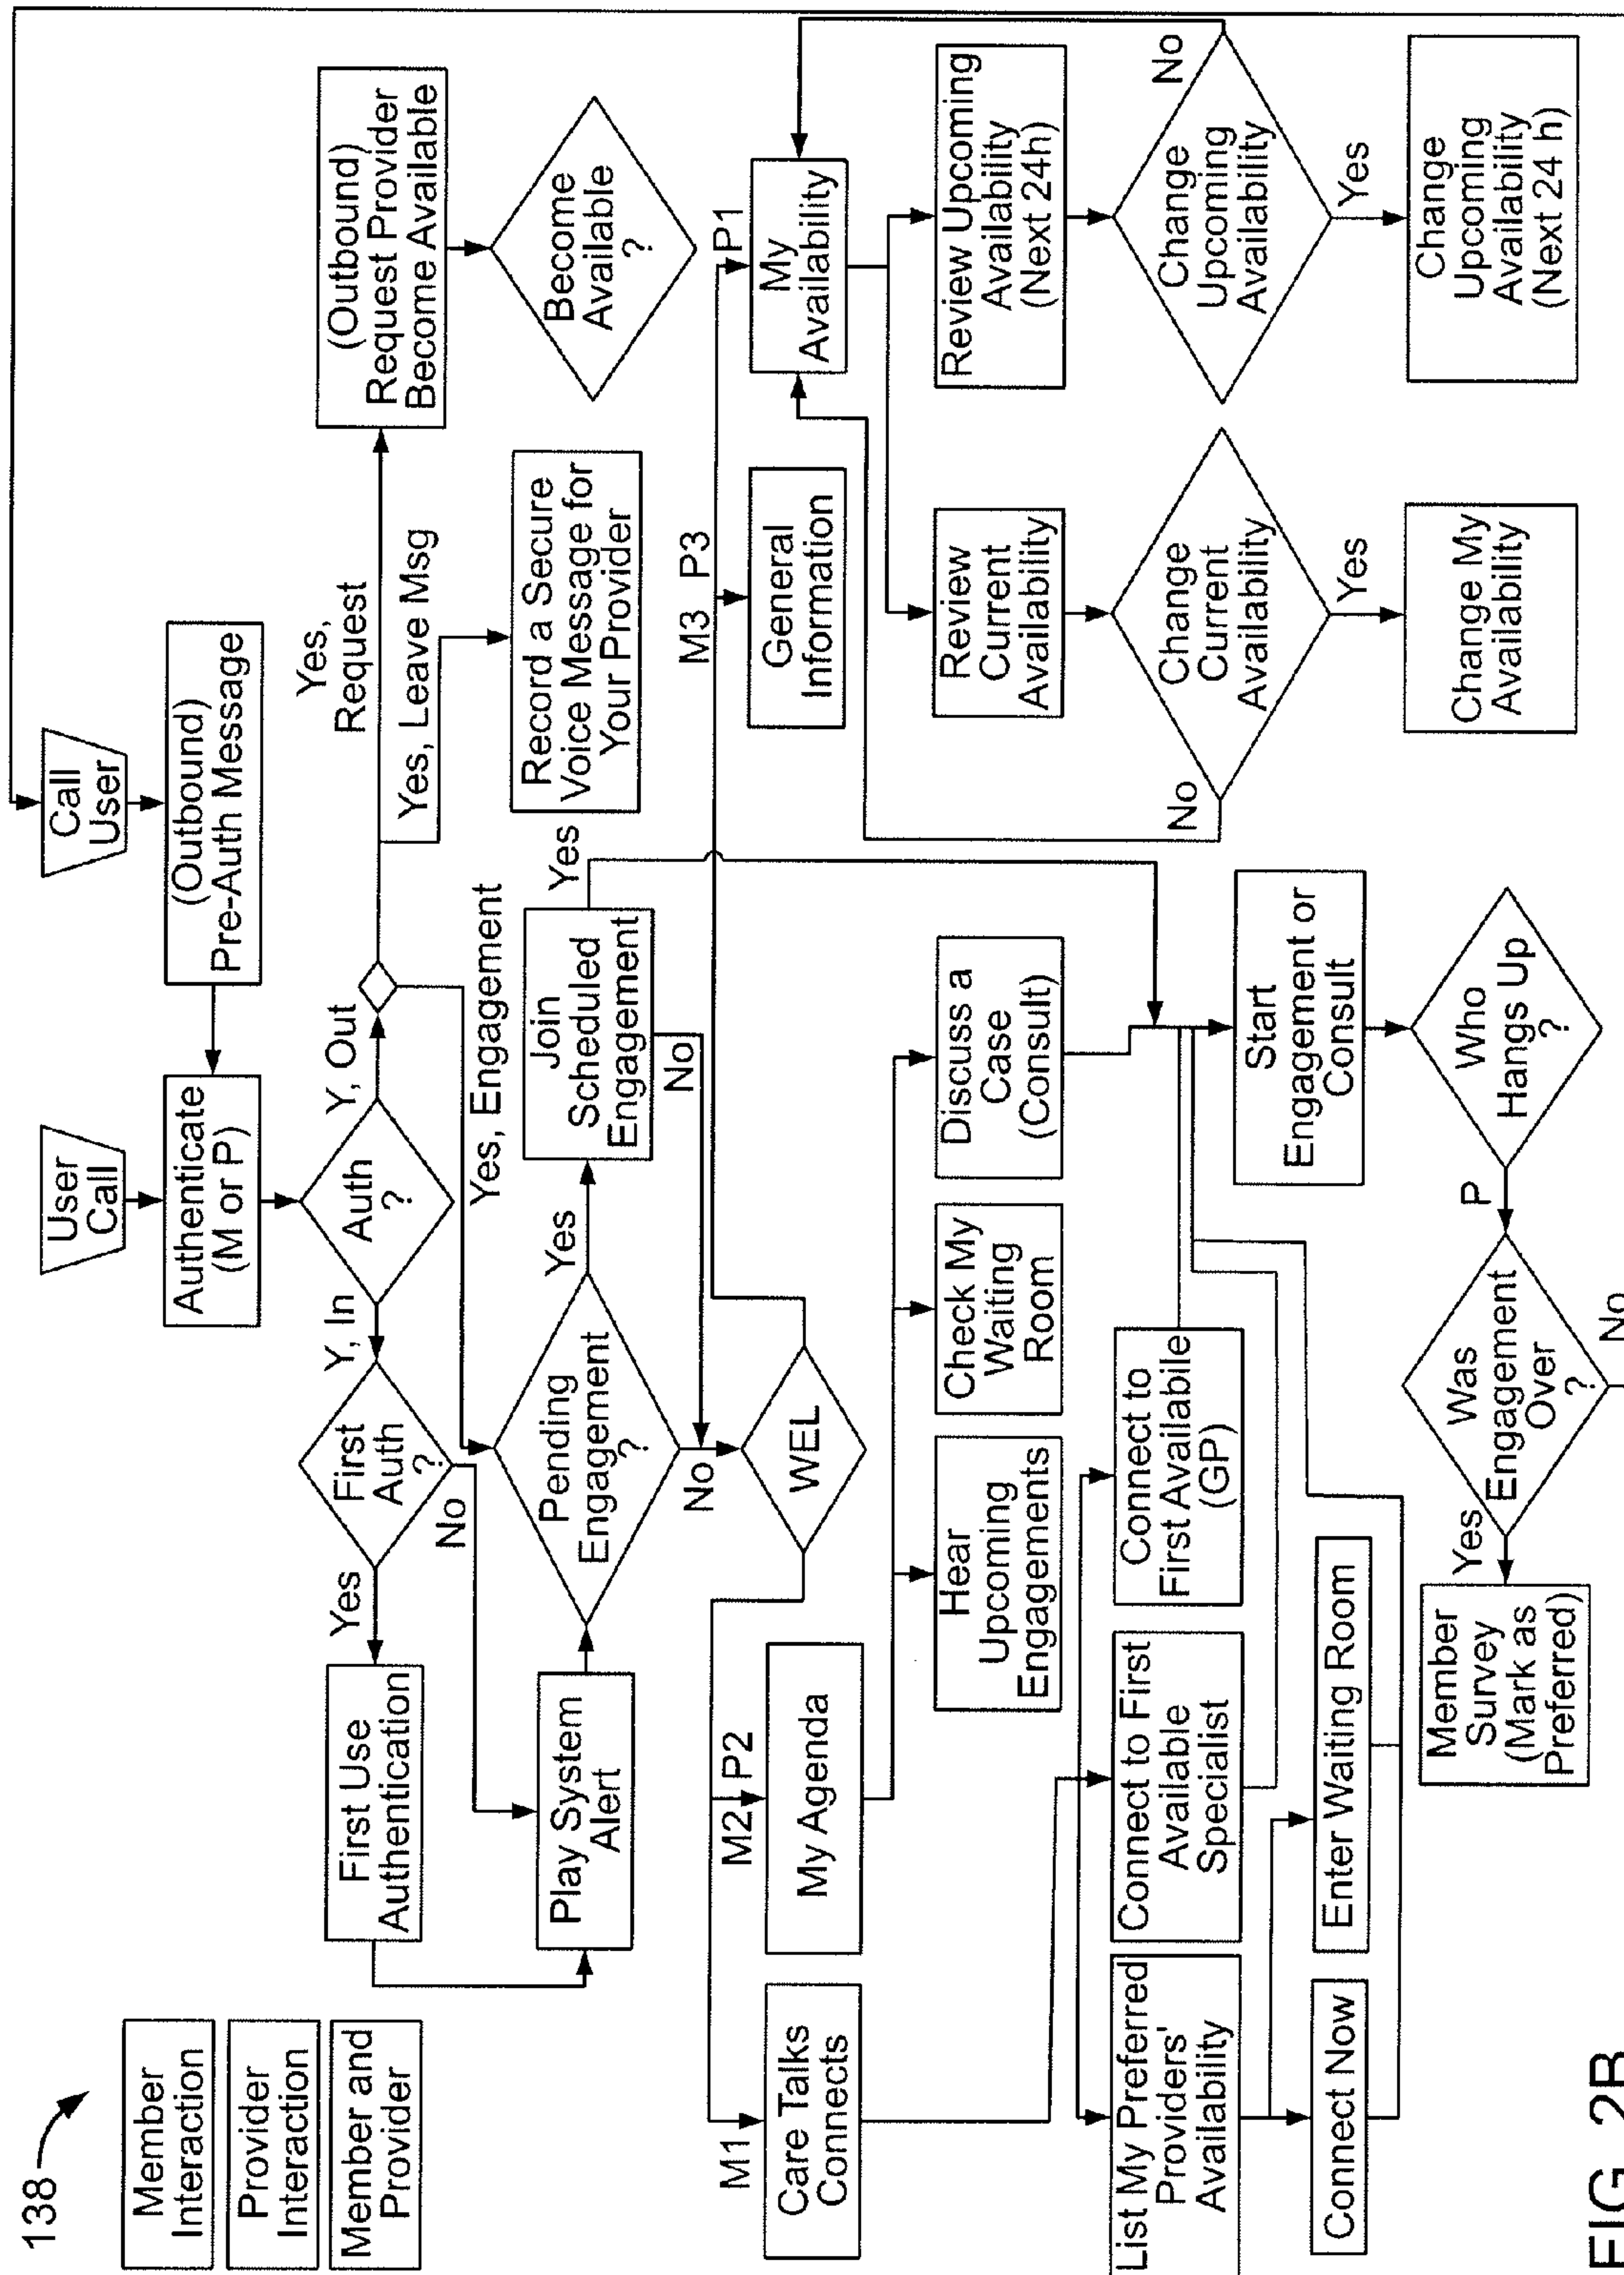 138
Member
Interaction
Provider
Interaction
Member and
Provider
User
Call
Call
User
(Outbound)
Pre-Auth Message
Authenticate
(M or P)
Auth
?
Y, In
Y, Out
First
Auth
?
Yes
No
First Use
Authentication
Yes,
Request
Yes, Leave Msg
Yes, Engagement
(Outbound)
Request Provider
Become Available
Become
Available
?
Record a Secure
Voice Message for
Your Provider
Play System
Alert
Pending
Engagement
?
Yes
No
Join
Scheduled
Engagement
Yes
No
WEL
M1
M2
P2
M3
P3
P1
Care Talks
Connects
My Agenda
General
Information
My
Availability
Hear
Upcoming
Engagements
Check My
Waiting
Room
Discuss a
Case
(Consult)
Review
Current
Availability
Review Upcoming
Availability
(Next 24h)
List My Preferred
Providers'
Availability
Connect to First
Available
Specialist
Connect to
First Availabile
(GP)
Change
Current
Availability
No
Yes
Change
Upcoming
Availability
No
Yes
Connect Now
Enter Waiting Room
Start
Engagement or
Consult
Change My
Availability
Change
Upcoming
Availability
(Next 24 h)
Who
Hangs Up
?
P
Was
Engagement
Over
?
Yes
No
Member
Survey
(Mark as
Preferred)
FIG. 2B